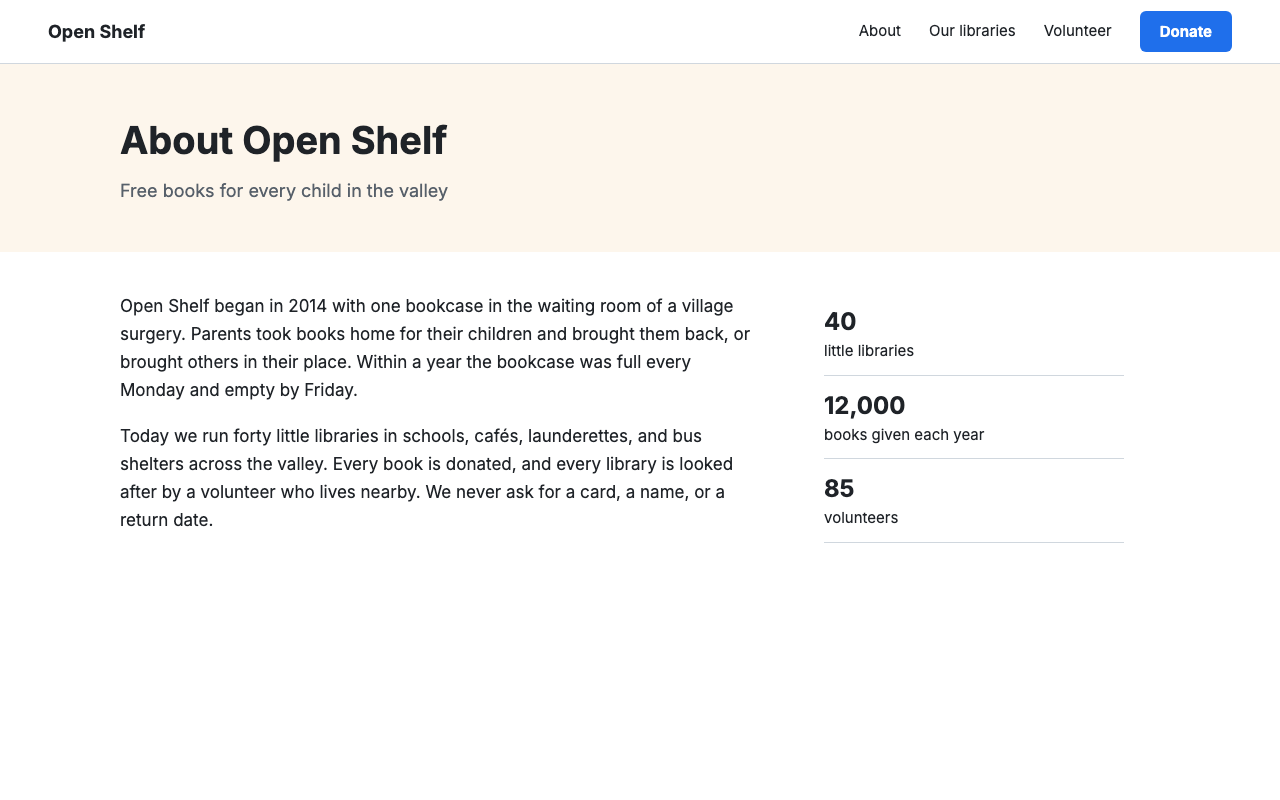 Open Shelf
About
Our libraries
Volunteer
Donate
About Open Shelf
Free books for every child in the valley
Open Shelf began in 2014 with one bookcase in the waiting room of a village
surgery. Parents took books home for their children and brought them back, or
brought others in their place. Within a year the bookcase was full every
Monday and empty by Friday.
Today we run forty little libraries in schools, cafés, launderettes, and bus
shelters across the valley. Every book is donated, and every library is looked
after by a volunteer who lives nearby. We never ask for a card, a name, or a
return date.
40
little libraries
12,000
books given each year
85
volunteers